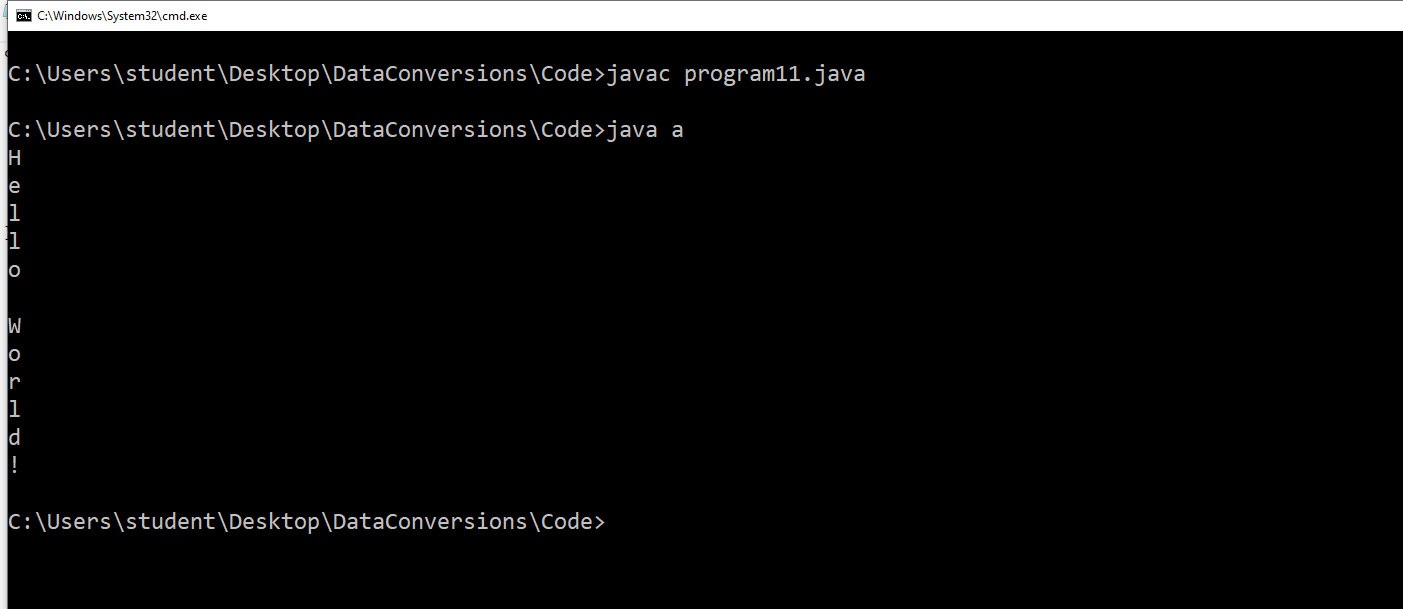 C:\Windows\System32\cmd.exe
C:\Users\student\Desktop\DataConversions\Code>javac program11.java
C:\Users\student\Desktop\DataConversions\Code>java a
H
e
l
l
o
W
o
r
l
d
!
C:\Users\student\Desktop\DataConversions\Code>